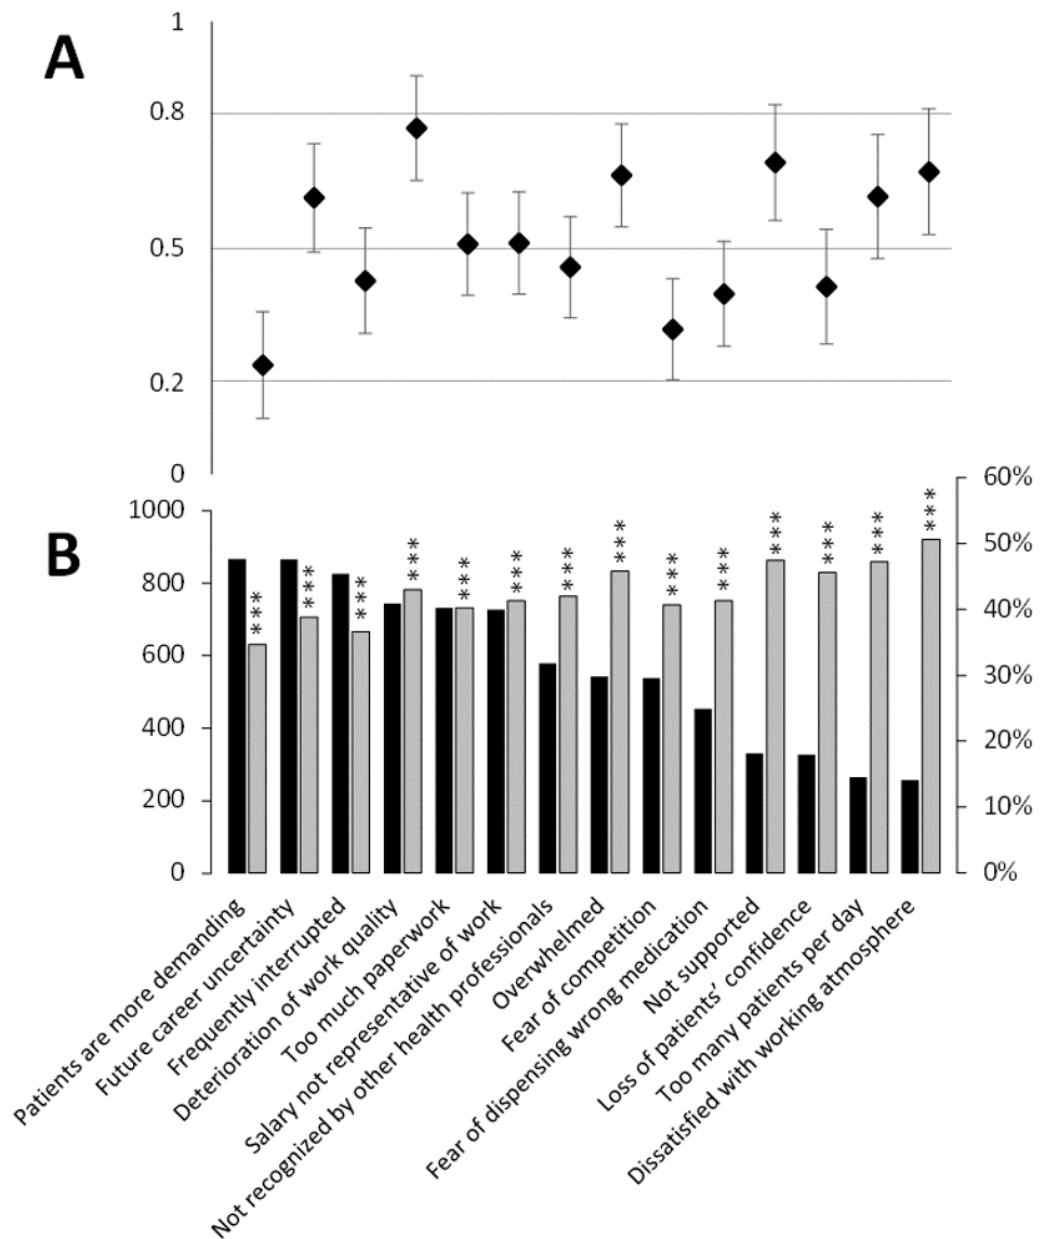 A
1
0.8
0.5
0.2
0
B
1000
800
600
400
200
0
60%
50%
40%
30%
20%
10%
0%
***
***
***
***
***
***
***
***
***
***
***
***
***
***
Patients are more demanding
Future career uncertainty
Frequently interrupted
Deterioration of work quality
Too much paperwork
Salary not representative of work
Not recognized by other health professionals
Overwhelmed
Fear of competition
Fear of dispensing wrong medication
Not supported
Loss of patients' confidence
Too many patients per day
Dissatisfied with working atmosphere